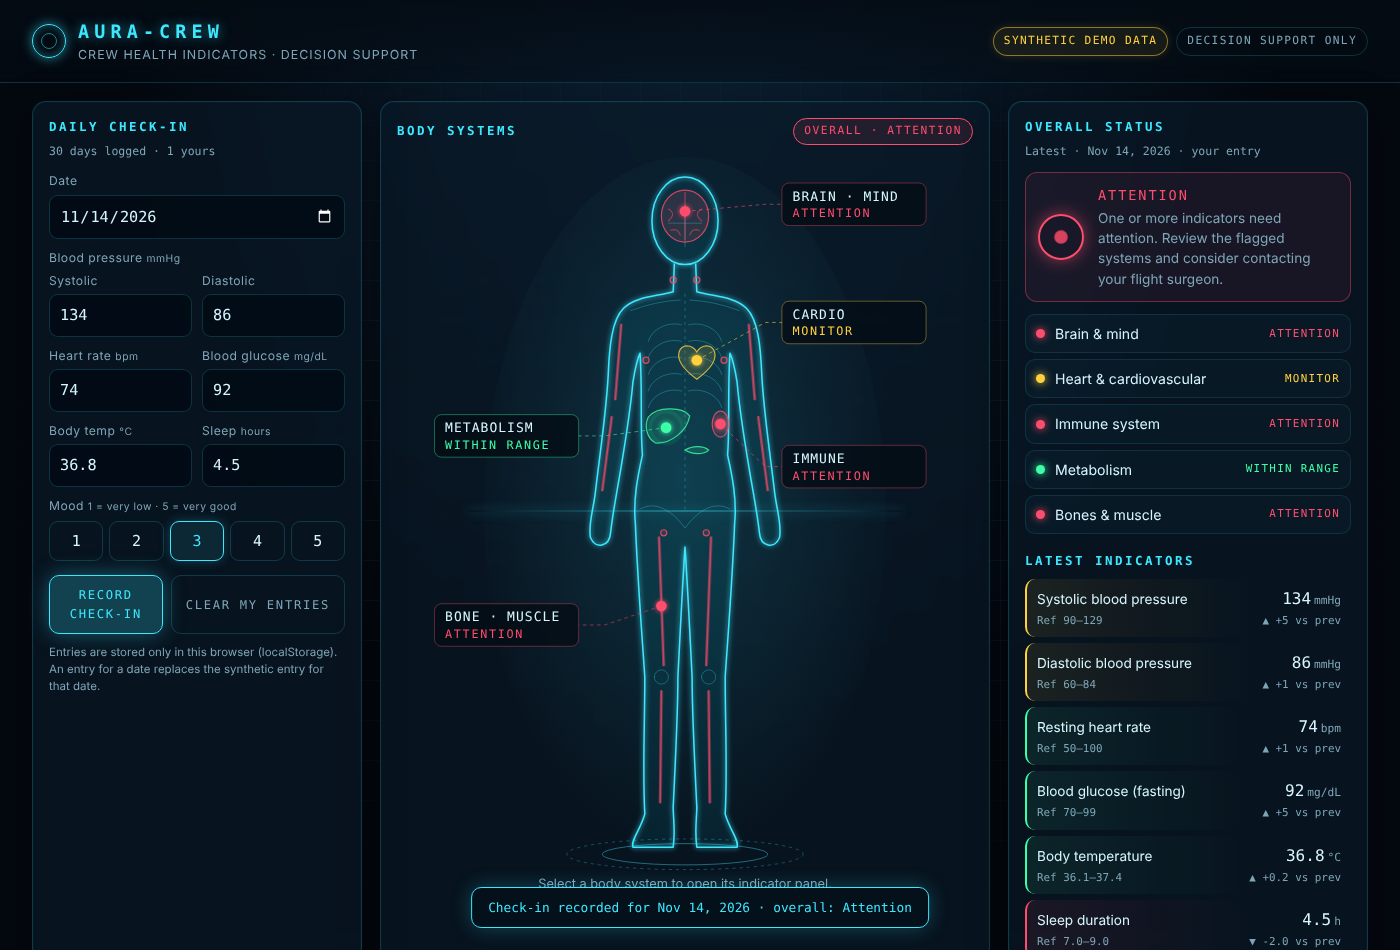 AURA-CREW
CREW HEALTH INDICATORS · DECISION SUPPORT
SYNTHETIC DEMO DATA
DECISION SUPPORT ONLY
DAILY CHECK-IN
30 days logged · 1 yours
Date
11/14/2026
Blood pressure mmHg
Systolic
Diastolic
134
86
Heart rate bpm
Blood glucose mg/dL
74
92
Body temp °C
Sleep hours
36.8
4.5
Mood 1 = very low · 5 = very good
1
2
3
4
5
RECORD
CHECK-IN
CLEAR MY ENTRIES
Entries are stored only in this browser (localStorage).
An entry for a date replaces the synthetic entry for
that date.
BODY SYSTEMS
OVERALL · ATTENTION
BRAIN · MIND
ATTENTION
CARDIO
MONITOR
METABOLISM
WITHIN RANGE
IMMUNE
ATTENTION
BONE · MUSCLE
ATTENTION
Select a body system to open its indicator panel.
Check-in recorded for Nov 14, 2026 · overall: Attention
OVERALL STATUS
Latest · Nov 14, 2026 · your entry
ATTENTION
One or more indicators need
attention. Review the flagged
systems and consider contacting
your flight surgeon.
Brain & mind
ATTENTION
Heart & cardiovascular
MONITOR
Immune system
ATTENTION
Metabolism
WITHIN RANGE
Bones & muscle
ATTENTION
LATEST INDICATORS
Systolic blood pressure
134 mmHg
Ref 90–129
▲ +5 vs prev
Diastolic blood pressure
86 mmHg
Ref 60–84
▲ +1 vs prev
Resting heart rate
74 bpm
Ref 50–100
▲ +1 vs prev
Blood glucose (fasting)
92 mg/dL
Ref 70–99
▲ +5 vs prev
Body temperature
36.8 °C
Ref 36.1–37.4
▲ +0.2 vs prev
Sleep duration
4.5 h
Ref 7.0–9.0
▼ -2.0 vs prev